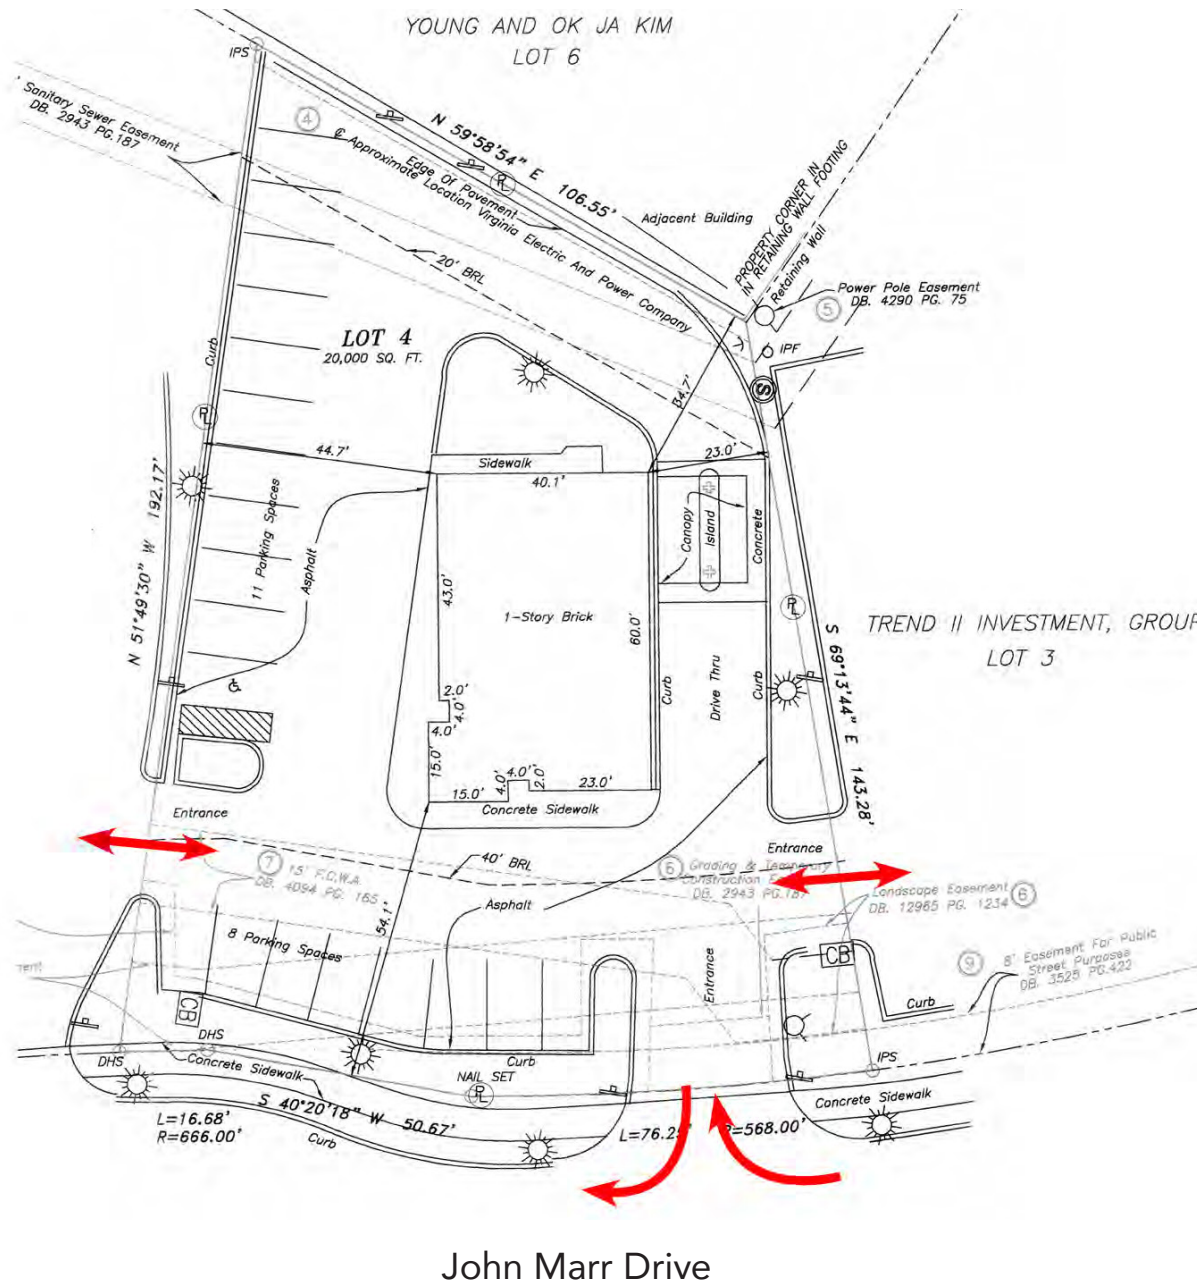 YOUNG AND OK JA KIM
LOT 6
IPS
' Sanitary Sewer Easement
DB. 2943 PG.187
4
N 59°58'54" E 106.55'
Edge Of Pavement
℄ Approximate Location Virginia Electric And Power Company
PL
Adjacent Building
PROPERTY CORNER IN
IN RETAINING WALL FOOTING
Retaining Wall
20' BRL
Power Pole Easement
DB. 4290 PG. 75
5
IPF
S
LOT 4
20,000 SQ. FT.
Curb
PL
34.7'
44.7'
23.0'
Sidewalk
40.1'
N 51°49'30" W 192.17'
11 Parking Spaces
Asphalt
Canopy
Island
Concrete
43.0'
1-Story Brick
60.0'
PL
TREND II INVESTMENT, GROUP
LOT 3
S 69°13'44" E 143.28'
Curb
Drive Thru
Curb
2.0'
4.0'
4.0'
15.0'
15.0'
4.0'
4.0'
2.0'
23.0'
Concrete Sidewalk
Entrance
Entrance
7
15' F.C.W.A.
DB. 4094 PG. 165
40' BRL
6
Grading & Temporary
Construction
DB. 2943 PG.187
Landscape Easement
DB. 12965 PG. 1234
6
Asphalt
54.1'
8 Parking Spaces
Entrance
CB
9
8' Easement For Public
Street Purposes
DB. 3525 PG.422
CB
DHS
DHS
Curb
Curb
IPS
Concrete Sidewalk
NAIL SET
PL
Concrete Sidewalk
S 40°20'18" W 50.67'
L=16.68'
R=666.00'
Curb
L=76.25'
R=568.00'
John Marr Drive